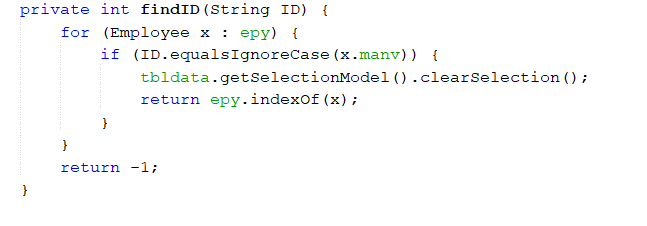 private int findID(String ID) {
for (Employee x : epy) {
if (ID.equalsIgnoreCase(x.manv)) {
tbldata.getSelectionModel().clearSelection();
return epy.indexOf(x);
}
}
return -1;
}